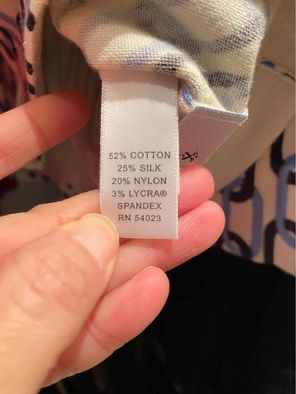 52% COTTON
25% SILK
20% NYLON
3% LYCRA®
SPANDEX
RN 54023